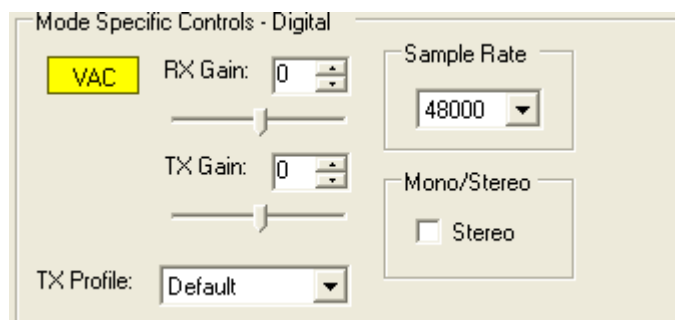 Mode Specific Controls - Digital
VAC
RX Gain:
0
TX Gain:
0
TX Profile:
Default
Sample Rate
48000
Mono/Stereo
Stereo